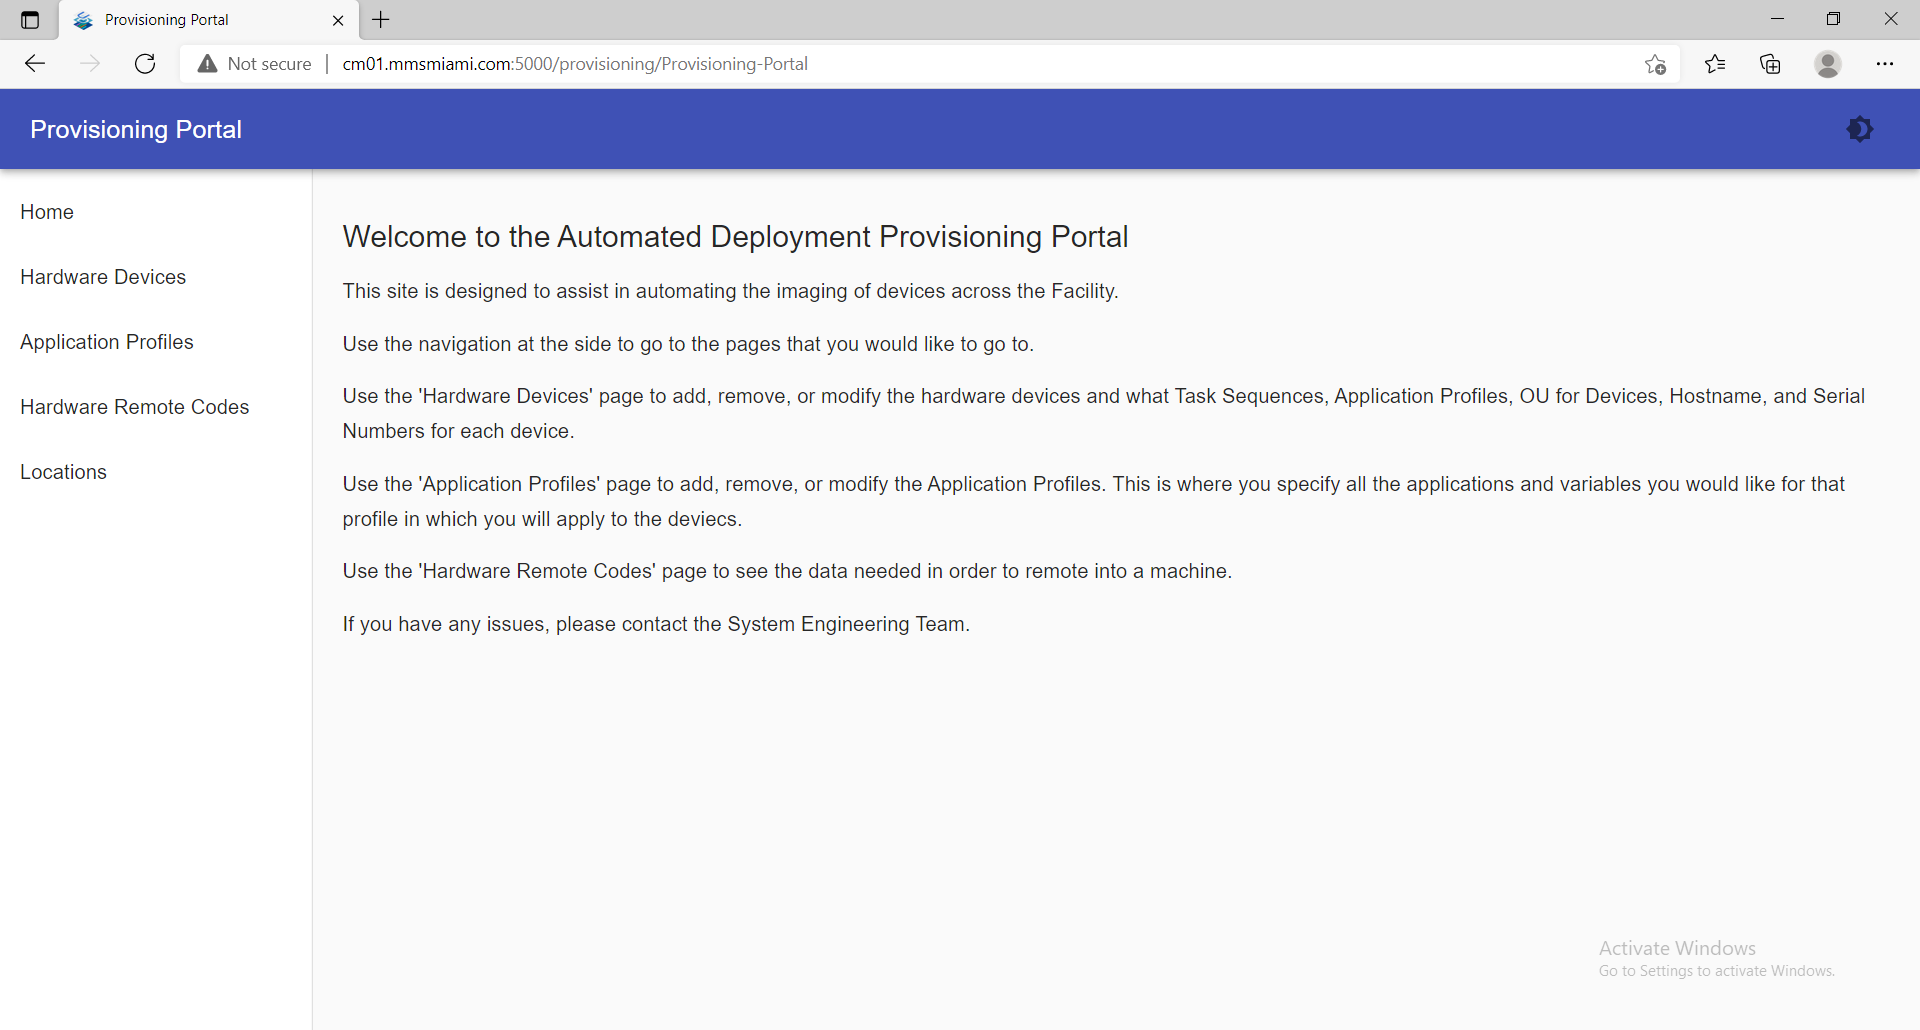 Provisioning Portal
Not secure
cm01.mmsmiami.com:5000/provisioning/Provisioning-Portal
Provisioning Portal
Home
Hardware Devices
Application Profiles
Hardware Remote Codes
Locations
Welcome to the Automated Deployment Provisioning Portal
This site is designed to assist in automating the imaging of devices across the Facility.
Use the navigation at the side to go to the pages that you would like to go to.
Use the 'Hardware Devices' page to add, remove, or modify the hardware devices and what Task Sequences, Application Profiles, OU for Devices, Hostname, and Serial
Numbers for each device.
Use the 'Application Profiles' page to add, remove, or modify the Application Profiles. This is where you specify all the applications and variables you would like for that
profile in which you will apply to the deviecs.
Use the 'Hardware Remote Codes' page to see the data needed in order to remote into a machine.
If you have any issues, please contact the System Engineering Team.
Activate Windows
Go to Settings to activate Windows.